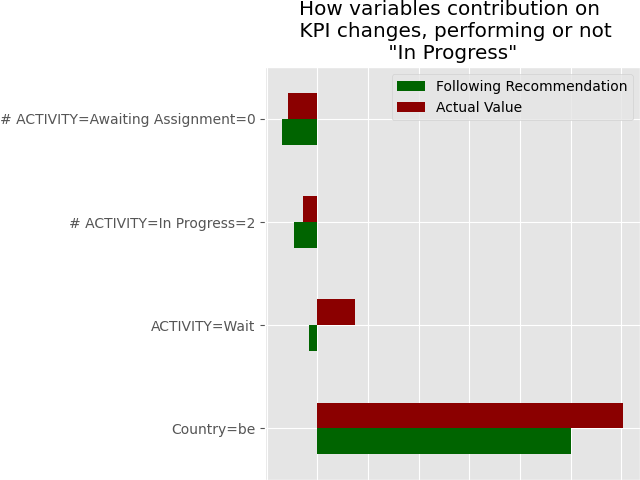 How variables contribution on
KPI changes, performing or not
"In Progress"
Following Recommendation
Actual Value
# ACTIVITY=Awaiting Assignment=0
# ACTIVITY=In Progress=2
ACTIVITY=Wait
Country=be